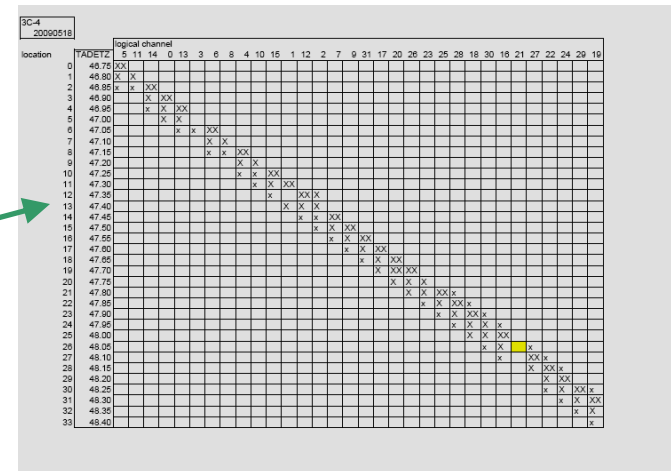 3C-4
20090518
logical channel
location TADETZ 5 11 14 0 13 3 6 8 4 10 15 1 12 2 7 9 31 17 20 26 23 25 28 18 30 16 21 27 22 24 29 19
0 46.75 XX
1 46.80 X X
2 46.85 x x XX
3 46.90 X XX
4 46.95 x X XX
5 47.00 X X
6 47.05 x x XX
7 47.10 X X
8 47.15 x x XX
9 47.20 X X
10 47.25 x x XX
11 47.30 x X XX
12 47.35 x XX X
13 47.40 X X X
14 47.45 x x XX
15 47.50 x X XX
16 47.55 x X XX
17 47.60 x X XX
18 47.65 x X XX
19 47.70 X XX XX
20 47.75 X X X
21 47.80 X X XX x
22 47.85 x X XX x
23 47.90 x X XX x
24 47.95 x X X x
25 48.00 X X XX
26 48.05 x X x
27 48.10 x XX x
28 48.15 X XX x
29 48.20 X XX
30 48.25 x X XX x
31 48.30 x X XX
32 48.35 x X
33 48.40 x